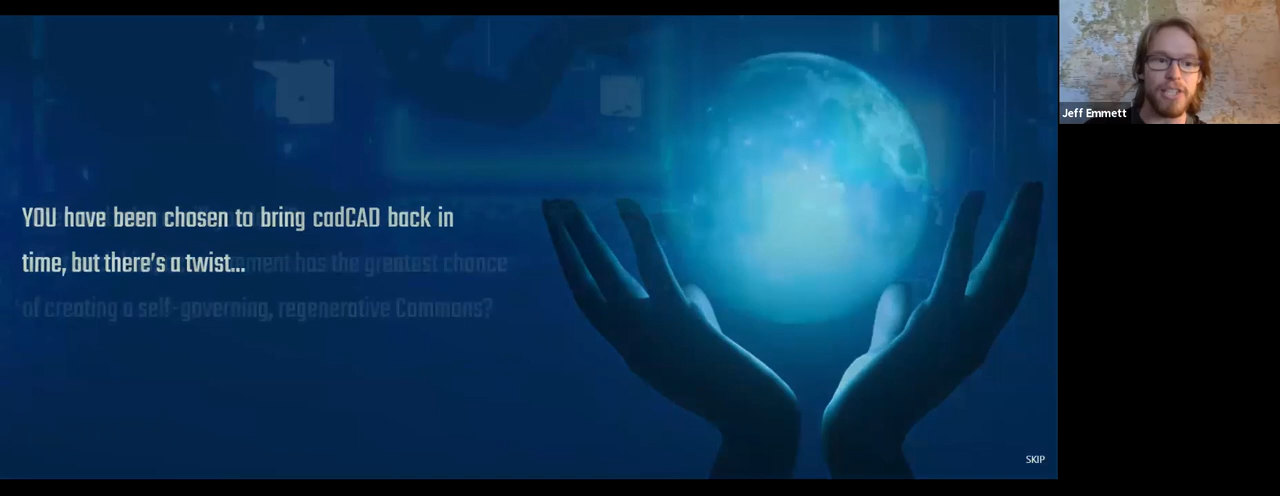 YOU have been chosen to bring cadCAD back in
time, but there's a twist...
ement has the greatest chance
of creating a self-governing, regenerative Commons?
SKIP
Jeff Emmett